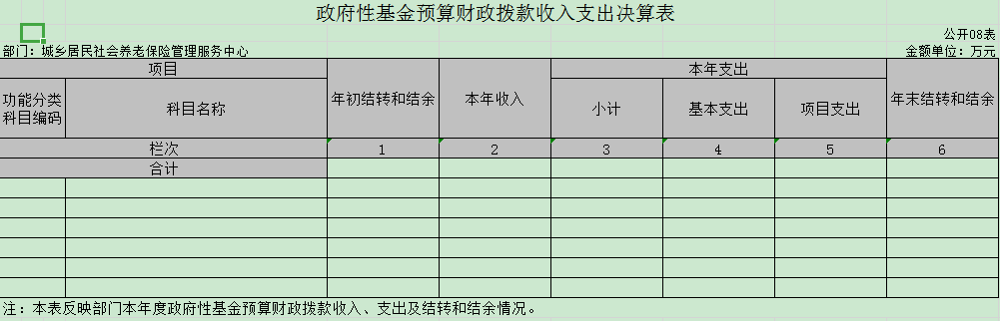 政府性基金预算财政拨款收入支出决算表
公开08表
部门：城乡居民社会养老保险管理服务中心 金额单位：万元
项目 年初结转和结余 本年收入 本年支出 年末结转和结余
功能分类科目编码 科目名称 小计 基本支出 项目支出
栏次 1 2 3 4 5 6
合计
注：本表反映部门本年度政府性基金预算财政拨款收入、支出及结转和结余情况。